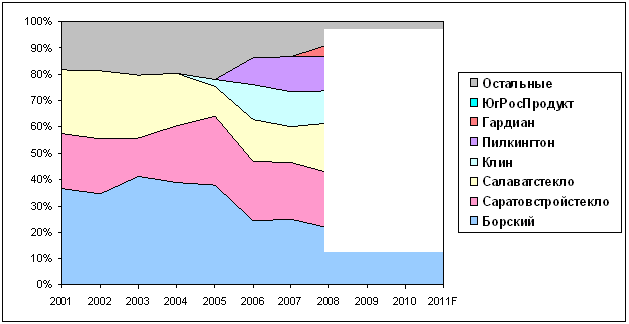 100%
90%
80%
70%
60%
50%
40%
30%
20%
10%
0%
2001 2002 2003 2004 2005 2006 2007 2008 2009 2010 2011F
Остальные
ЮгРосПродукт
Гардиан
Пилкингтон
Клин
Салаватстекло
Саратовстройстекло
Борский